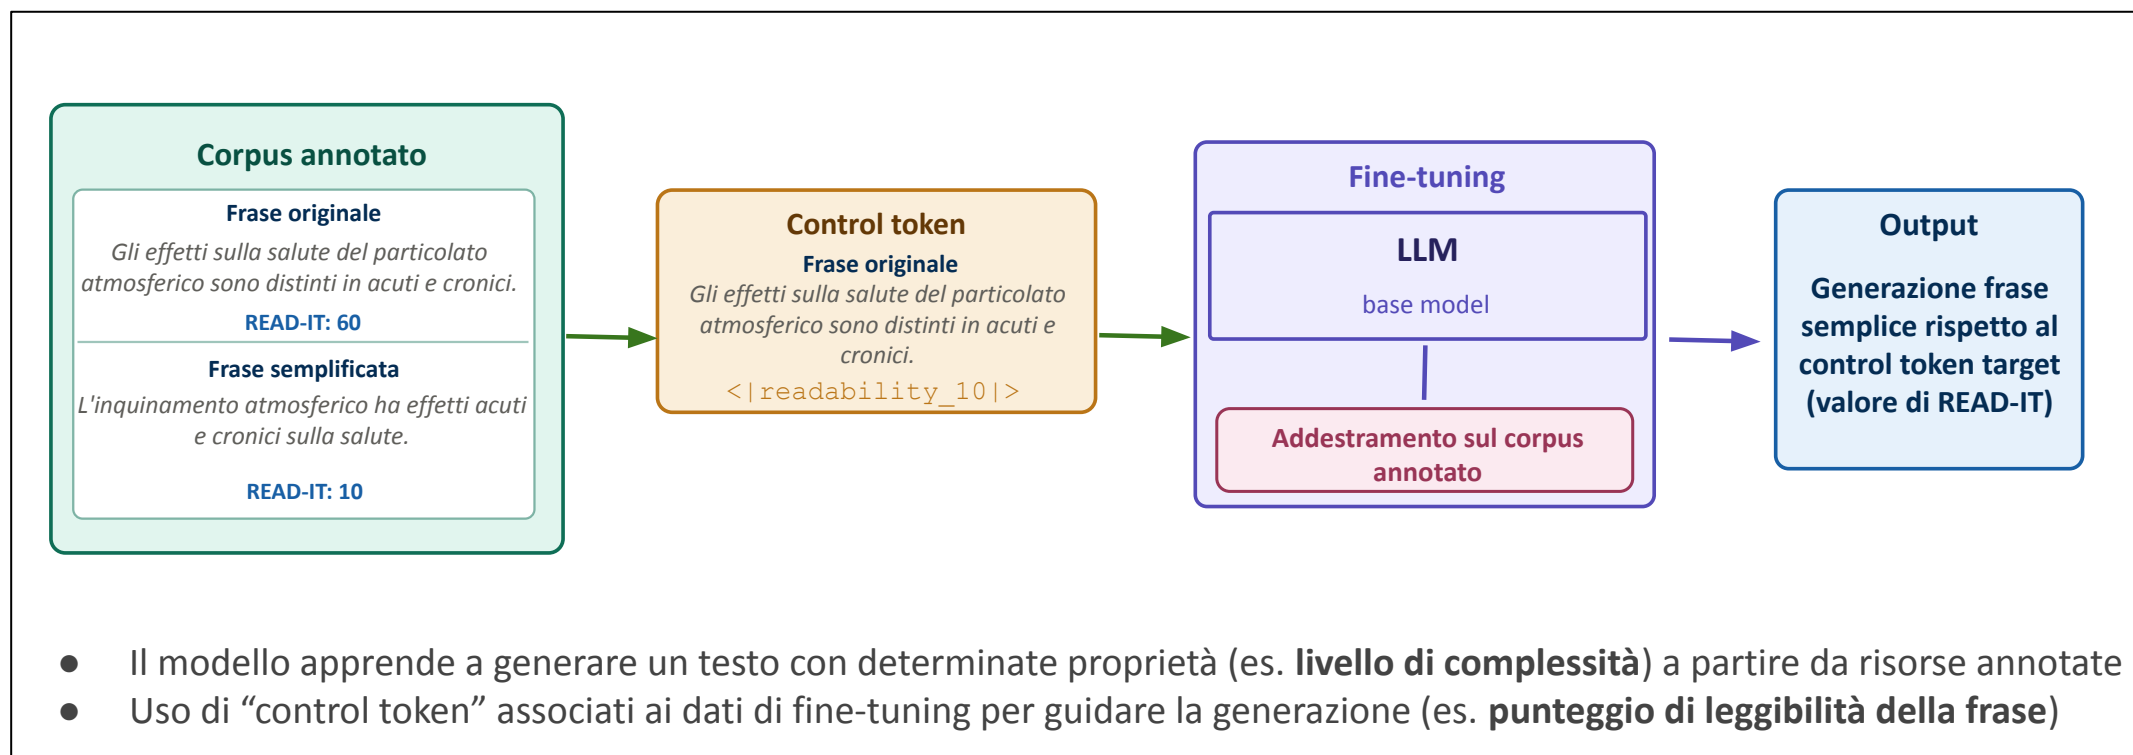 Corpus annotato
Frase originale
Gli effetti sulla salute del particolato
atmosferico sono distinti in acuti e cronici.
READ-IT: 60
Frase semplificata
L'inquinamento atmosferico ha effetti acuti
e cronici sulla salute.
READ-IT: 10
Control token
Frase originale
Gli effetti sulla salute del particolato
atmosferico sono distinti in acuti e
cronici.
<|readability_10|>
Fine-tuning
LLM
base model
Addestramento sul corpus
annotato
Output
Generazione frase
semplice rispetto al
control token target
(valore di READ-IT)
● Il modello apprende a generare un testo con determinate proprietà (es. livello di complessità) a partire da risorse annotate
● Uso di “control token” associati ai dati di fine-tuning per guidare la generazione (es. punteggio di leggibilità della frase)